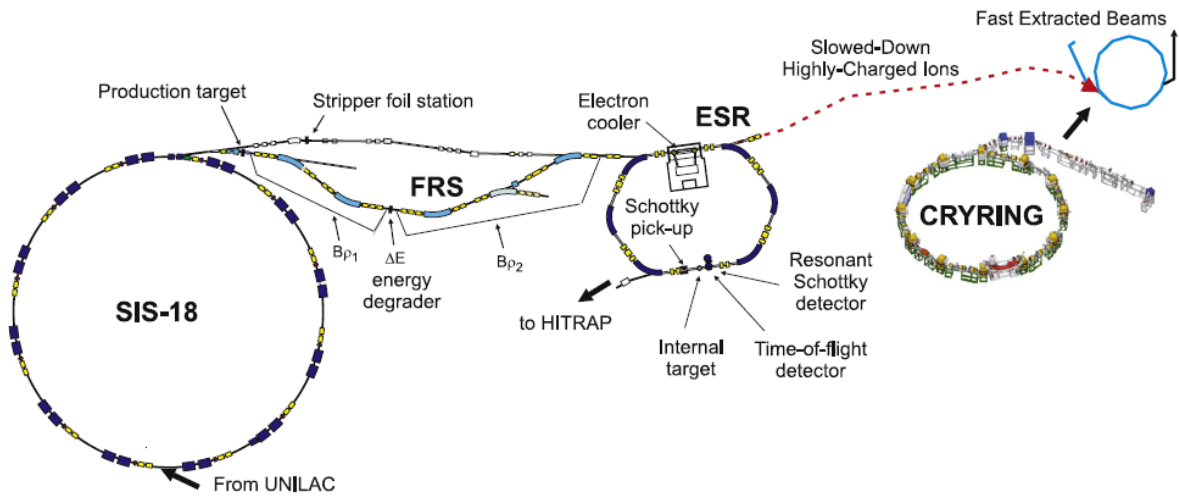 Fast Extracted Beams
Slowed-Down
Highly-Charged Ions
Production target
Stripper foil station
Electron
cooler
ESR
FRS
Schottky
pick-up
CRYRING
Bρ1
ΔE
energy
degrader
Bρ2
Resonant
Schottky
detector
SIS-18
to HITRAP
Internal
target
Time-of-flight
detector
From UNILAC